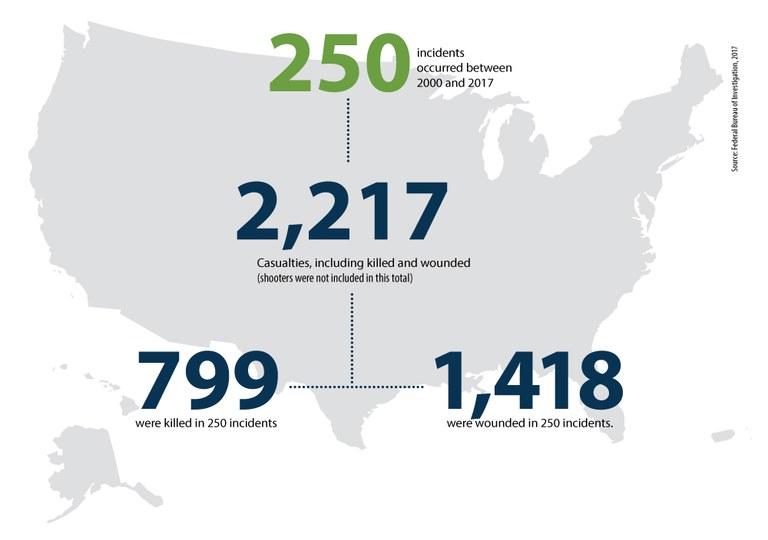 250
incidents
occurred between
2000 and 2017
Source: Federal Bureau of Investigation, 2017
2,217
Casualties, including killed and wounded
(shooters were not included in this total)
799
were killed in 250 incidents
1,418
were wounded in 250 incidents.